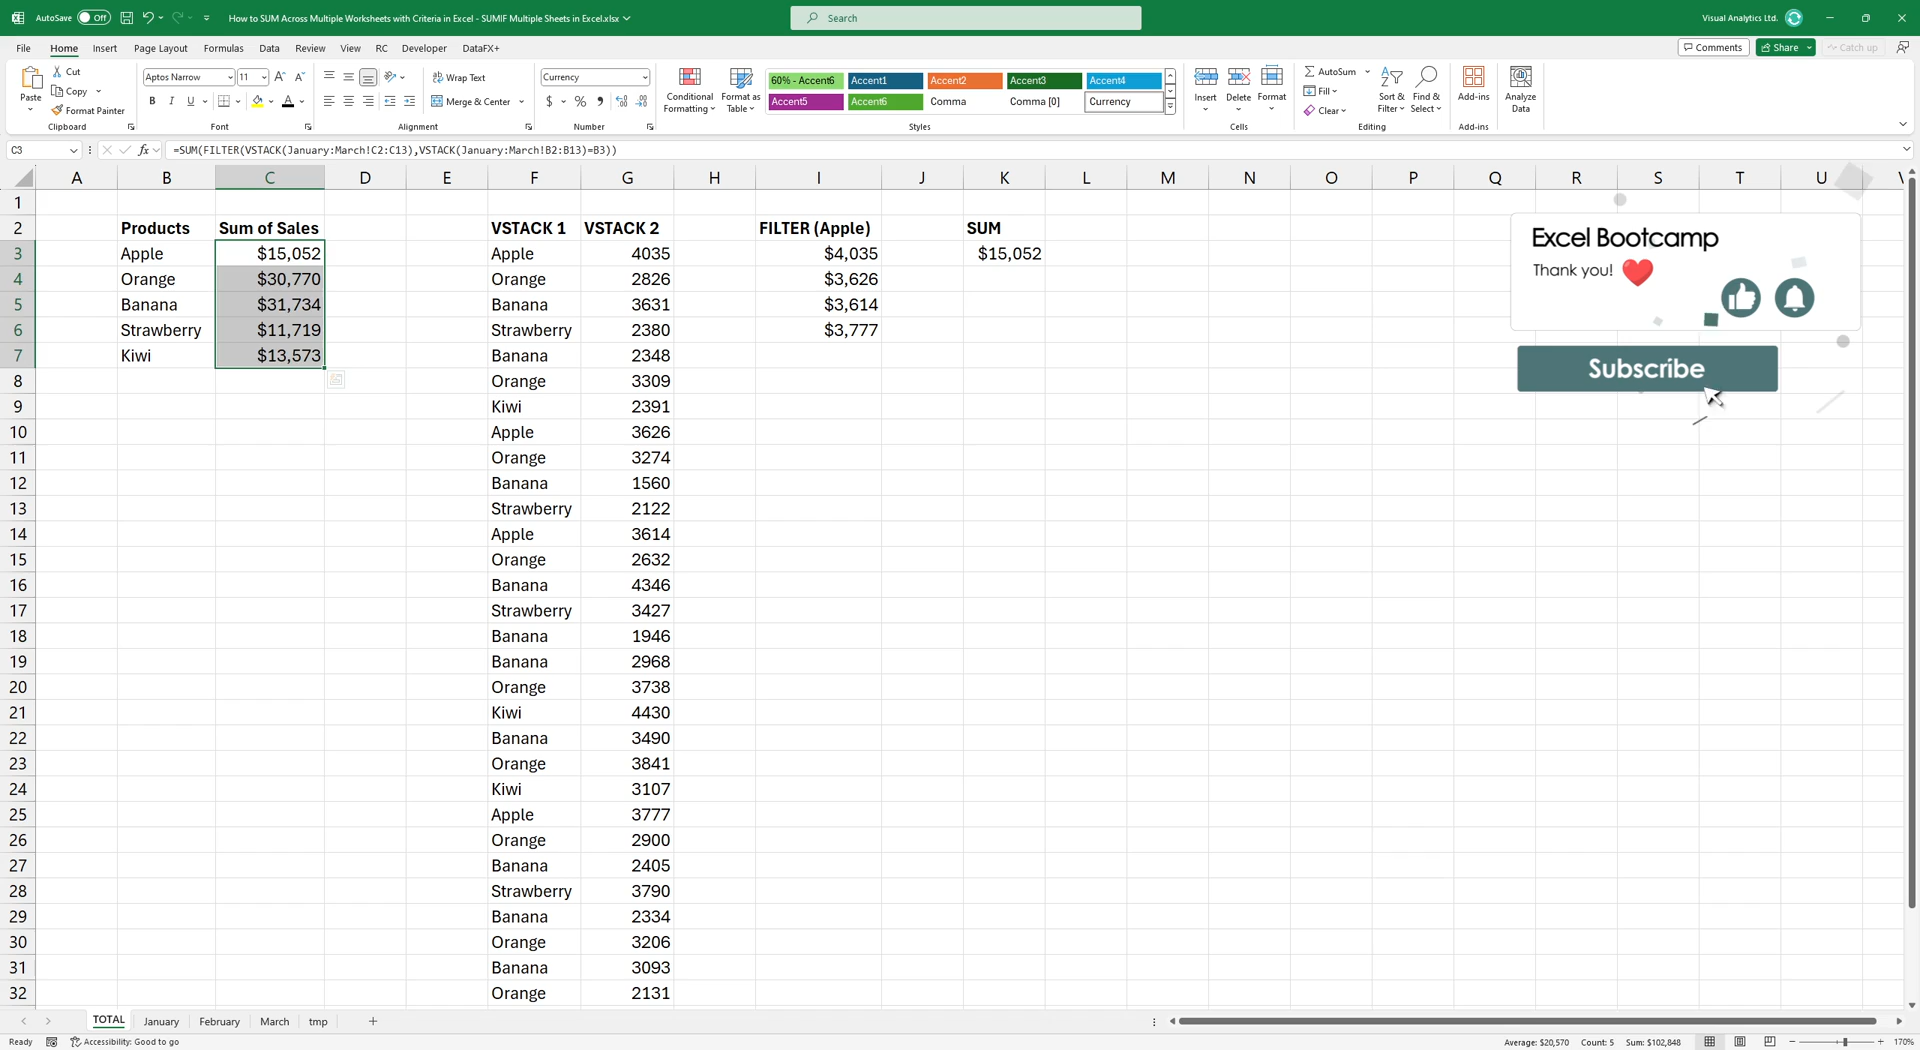 AutoSave Off How to SUM Across Multiple Worksheets with Criteria in Excel - SUMIF Multiple Sheets in Excel.xlsx Search Visual Analytics Ltd.
File Home Insert Page Layout Formulas Data Review View RC Developer DataFX+ Comments Share Catch up
Paste Cut Copy Format Painter Clipboard
Aptos Narrow 11 B I U A Font
Wrap Text Merge & Center Alignment
Currency $ % Number
Conditional Formatting Format as Table
60% - Accent6 Accent1 Accent2 Accent3 Accent4
Accent5 Accent6 Comma Comma [0] Currency
Styles
Insert Delete Format Cells
AutoSum Fill Clear Sort & Filter Find & Select Editing
Add-ins Add-ins
Analyze Data
C3 fx =SUM(FILTER(VSTACK(January:March!C2:C13),VSTACK(January:March!B2:B13)=B3))
A B C D E F G H I J K L M N O P Q R S T U
1
2 Products Sum of Sales VSTACK 1 VSTACK 2 FILTER (Apple) SUM
3 Apple $15,052 Apple 4035 $4,035 $15,052
4 Orange $30,770 Orange 2826 $3,626
5 Banana $31,734 Banana 3631 $3,614
6 Strawberry $11,719 Strawberry 2380 $3,777
7 Kiwi $13,573 Banana 2348
8 Orange 3309
9 Kiwi 2391
10 Apple 3626
11 Orange 3274
12 Banana 1560
13 Strawberry 2122
14 Apple 3614
15 Orange 2632
16 Banana 4346
17 Strawberry 3427
18 Banana 1946
19 Banana 2968
20 Orange 3738
21 Kiwi 4430
22 Banana 3490
23 Orange 3841
24 Kiwi 3107
25 Apple 3777
26 Orange 2900
27 Banana 2405
28 Strawberry 3790
29 Banana 2334
30 Orange 3206
31 Banana 3093
32 Orange 2131
Excel Bootcamp
Thank you!
Subscribe
TOTAL January February March tmp
Ready Accessibility: Good to go Average: $20,570 Count: 5 Sum: $102,848 170%